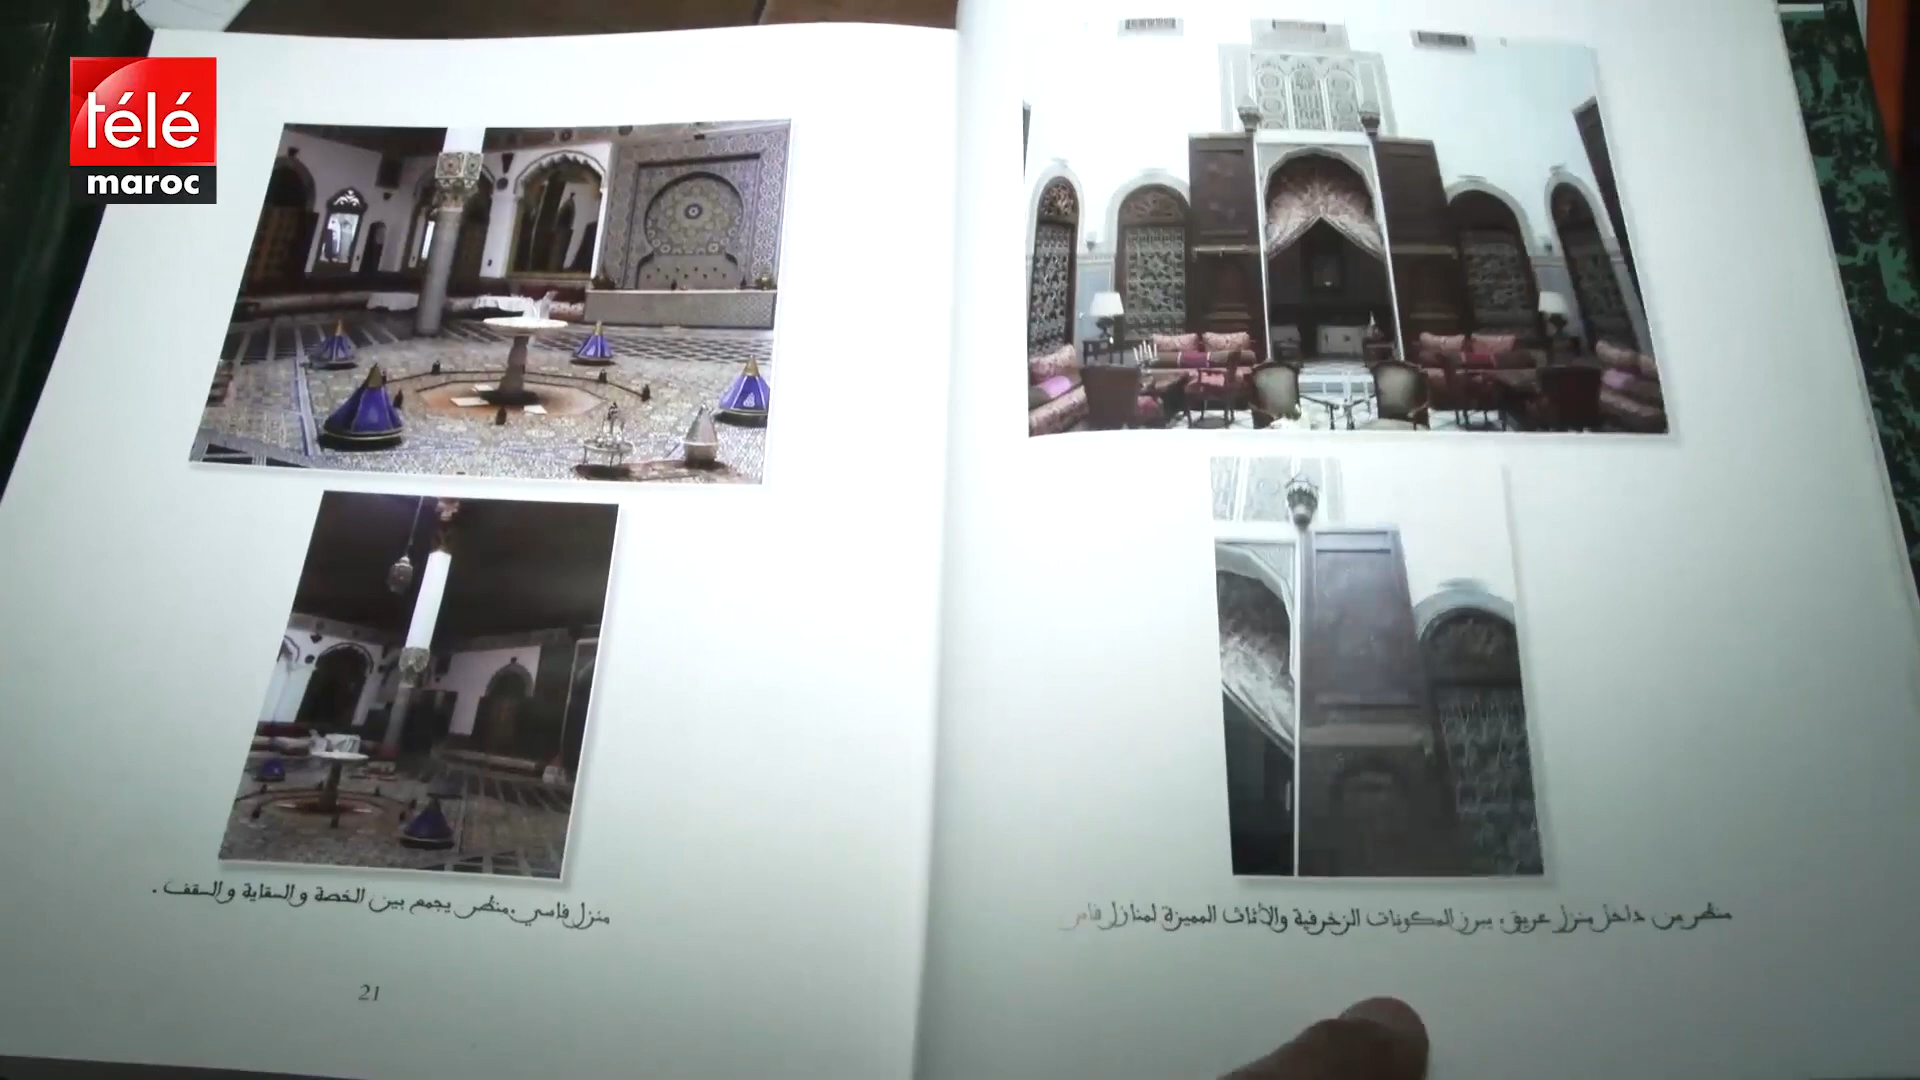 télé
maroc
منظر من داخل منزل عريق، يبرز المكونات الزخرفية والأثاث المميزة لمنازل فاس
منزل فاسي، منظر يجمع بين الخصة والسقاية والسقف.
21